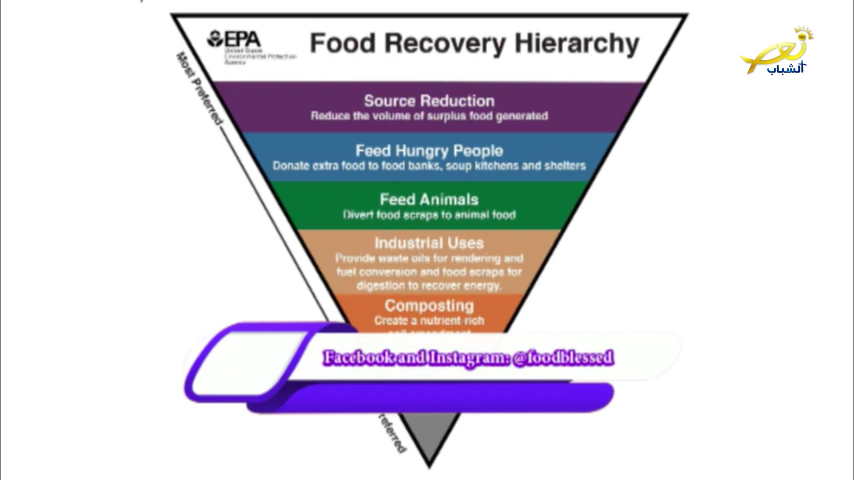 EPA
United States
Environmental Protection
Agency
Food Recovery Hierarchy
نعم
الشباب
Most Preferred
Source Reduction
Reduce the volume of surplus food generated
Feed Hungry People
Donate extra food to food banks, soup kitchens and shelters
Feed Animals
Divert food scraps to animal food
Industrial Uses
Provide waste oils for rendering and
fuel conversion and food scraps for
digestion to recover energy.
Composting
Create a nutrient rich
Facebook and Instagram: @foodblessed